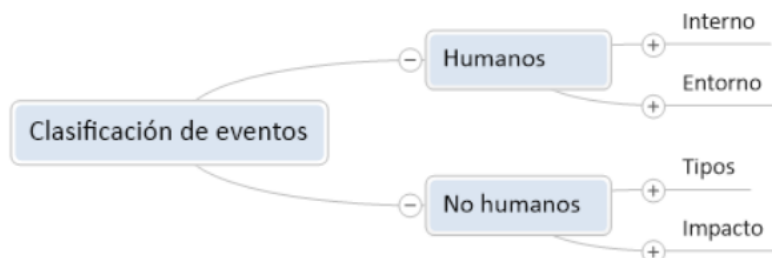 Clasificación de eventos
Humanos
Interno
Entorno
No humanos
Tipos
Impacto